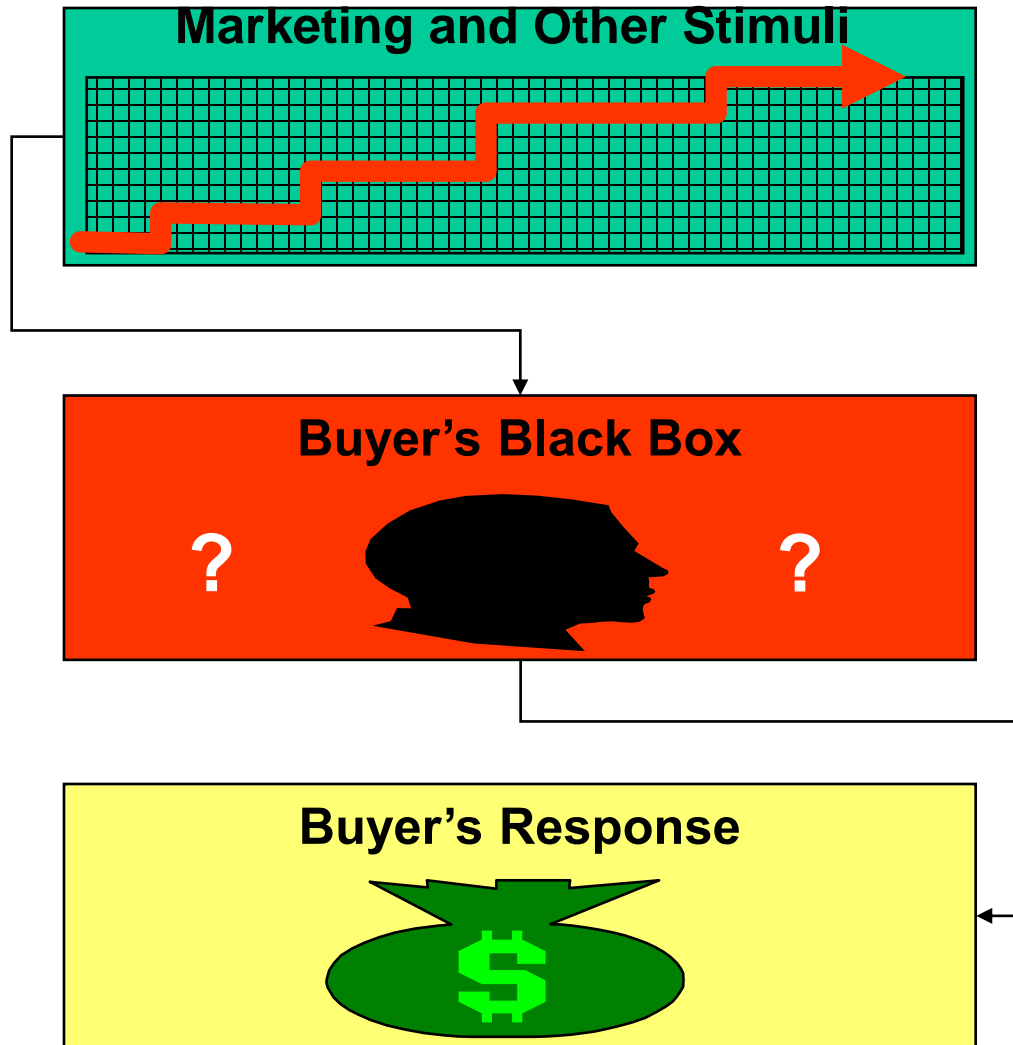 Marketing and Other Stimuli
Buyer’s Black Box
? ?
Buyer’s Response
$